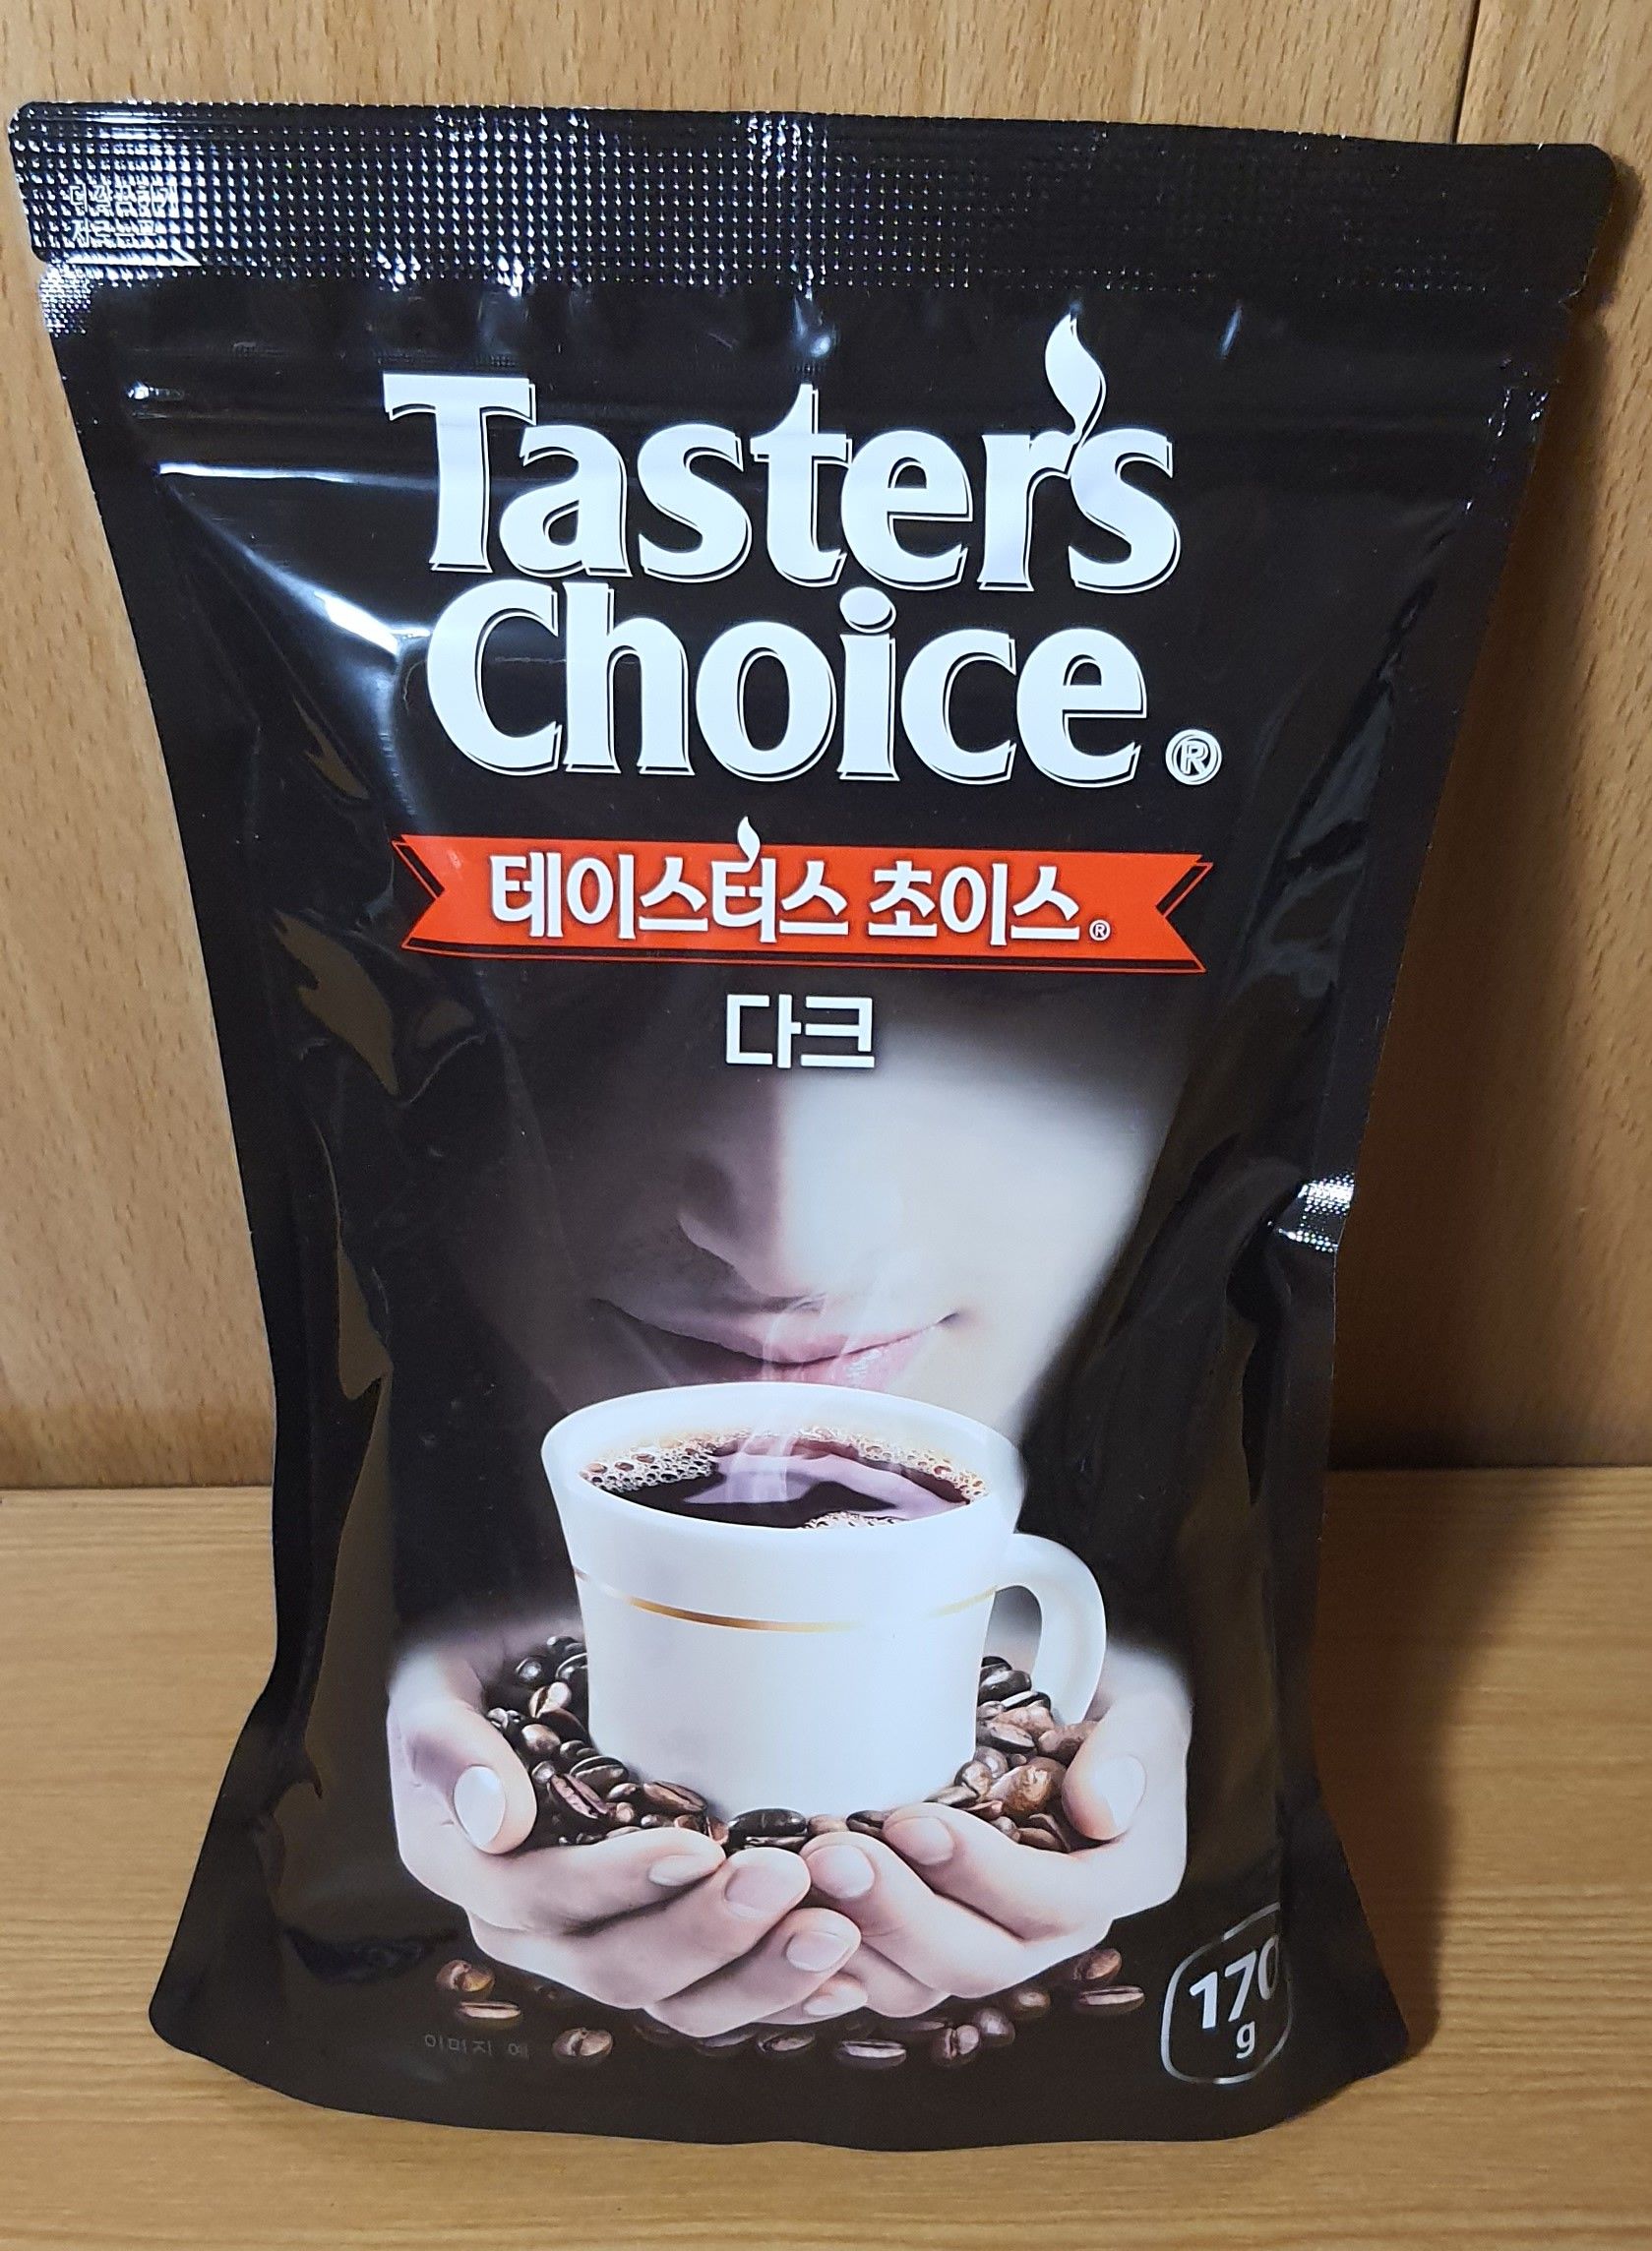 Taster's
Choice®
테이스터스 초이스®
다크
170
g
이미지 예